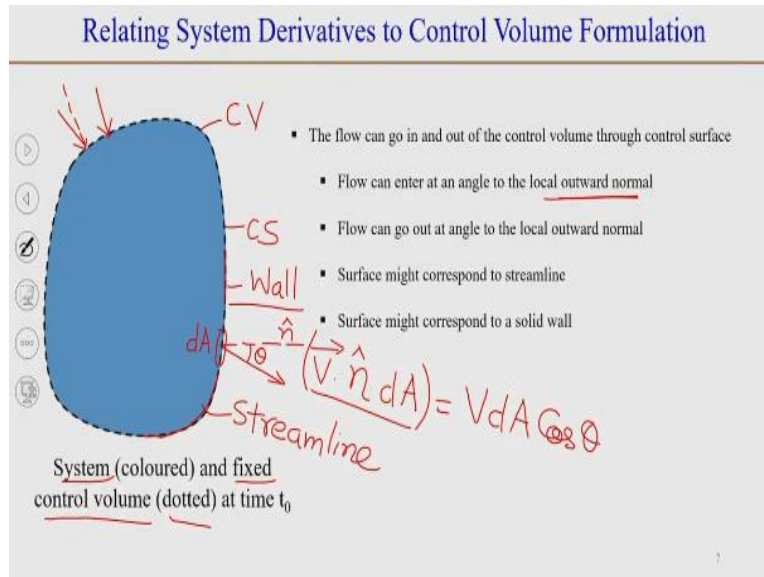 Relating System Derivatives to Control Volume Formulation
CV
▪ The flow can go in and out of the control volume through control surface
▪ Flow can enter at an angle to the local outward normal
CS
▪ Flow can go out at angle to the local outward normal
Wall
▪ Surface might correspond to streamline
▪ Surface might correspond to a solid wall
dA θ n̂ (V. n̂ dA) = VdA Cos θ
Streamline
System (coloured) and fixed
control volume (dotted) at time t₀
7